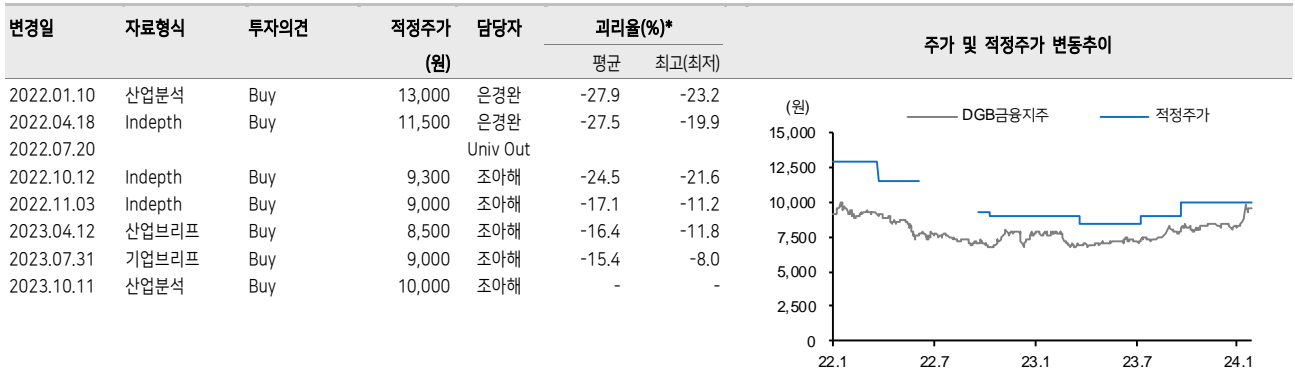 변경일 자료형식 투자의견 적정주가 담당자 괴리율(%)* 주가 및 적정주가 변동추이
(원) 평균 최고(최저)
2022.01.10 산업분석 Buy 13,000 은경완 -27.9 -23.2
2022.04.18 Indepth Buy 11,500 은경완 -27.5 -19.9
2022.07.20 Univ Out
2022.10.12 Indepth Buy 9,300 조아해 -24.5 -21.6
2022.11.03 Indepth Buy 9,000 조아해 -17.1 -11.2
2023.04.12 산업브리프 Buy 8,500 조아해 -16.4 -11.8
2023.07.31 기업브리프 Buy 9,000 조아해 -15.4 -8.0
2023.10.11 산업분석 Buy 10,000 조아해 - -
(원) DGB금융지주 적정주가
15,000
12,500
10,000
7,500
5,000
2,500
0
22.1 22.7 23.1 23.7 24.1